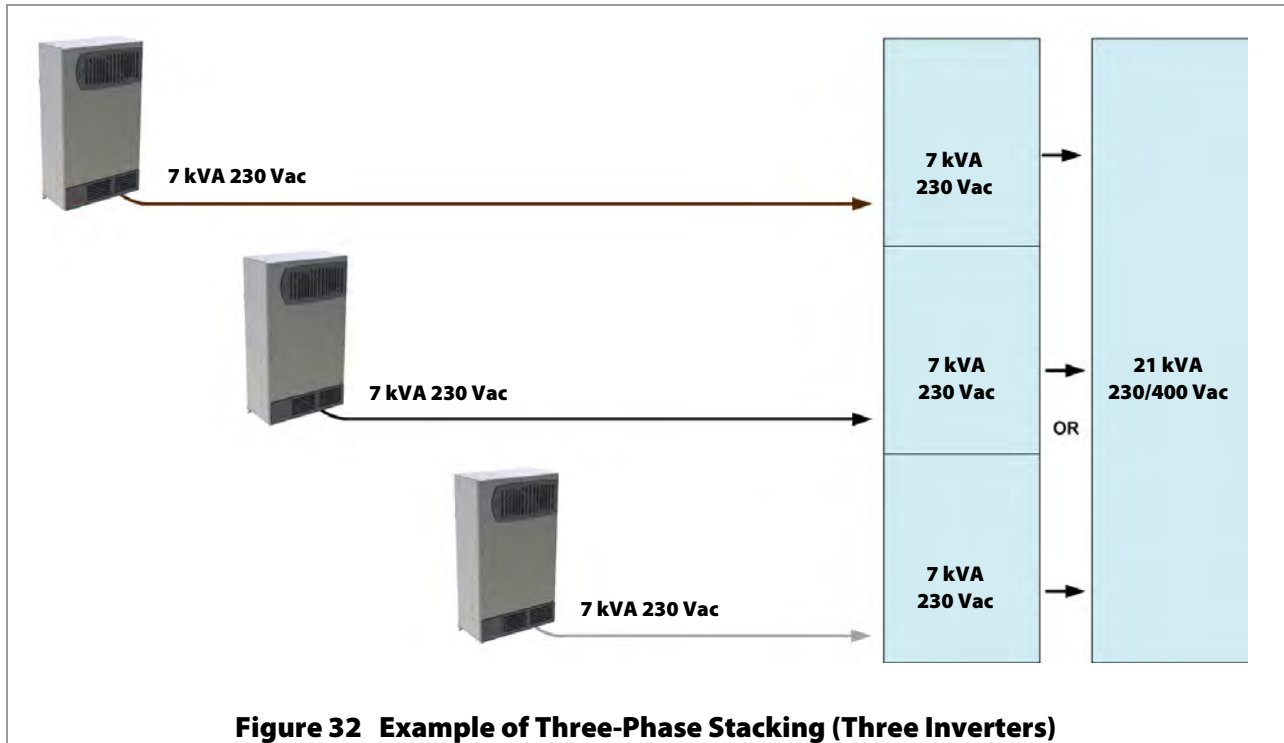 7 kVA 230 Vac
7 kVA
230 Vac
7 kVA 230 Vac
7 kVA
230 Vac
OR
21 kVA
230/400 Vac
7 kVA 230 Vac
7 kVA
230 Vac
Figure 32 Example of Three-Phase Stacking (Three Inverters)